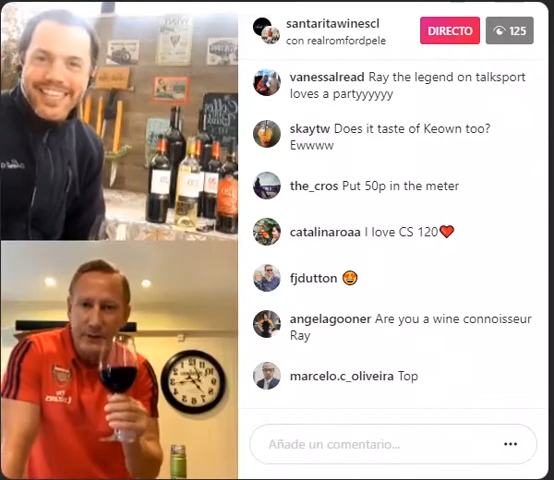 santaritawinescl
con realromfordpele
DIRECTO
125
vanessalread Ray the legend on talksport
loves a partyyyyyy
skaytw Does it taste of Keown too?
Ewwww
the_cros Put 50p in the meter
catalinaroaa I love CS 120❤️
fjdutton 🤩
angelagooner Are you a wine connoisseur
Ray
marcelo.c_oliveira Top
Añade un comentario...
120
120